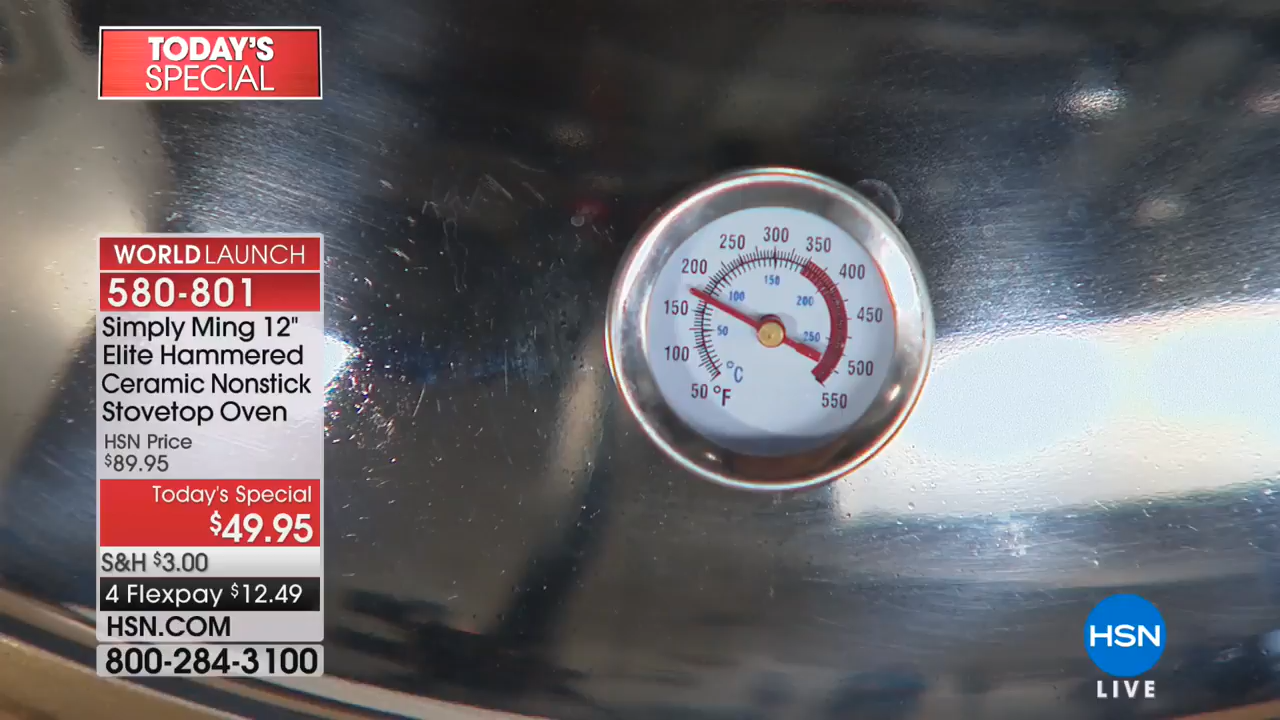 TODAY'S
SPECIAL
WORLD LAUNCH
580-801
Simply Ming 12"
Elite Hammered
Ceramic Nonstick
Stovetop Oven
HSN Price
$89.95
Today's Special
$49.95
S&H $3.00
4 Flexpay $12.49
HSN.COM
800-284-3100
50 °F
100
150
200
250
300
350
400
450
500
550
°C
50
100
150
200
250
HSN
LIVE